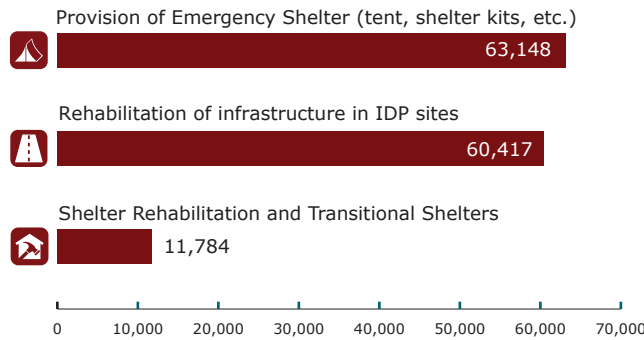 Provision of Emergency Shelter (tent, shelter kits, etc.)
63,148
Rehabilitation of infrastructure in IDP sites
60,417
Shelter Rehabilitation and Transitional Shelters
11,784
0 10,000 20,000 30,000 40,000 50,000 60,000 70,000